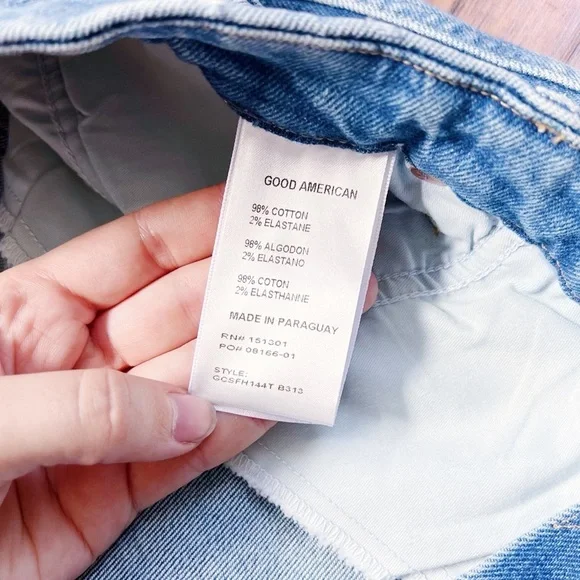 GOOD AMERICAN
98% COTTON
2% ELASTANE
98% ALGODON
2% ELASTANO
98% COTON
2% ELASTHANNE
MADE IN PARAGUAY
RN# 151301
PO# 08166-01
STYLE:
GCSFH144T B313